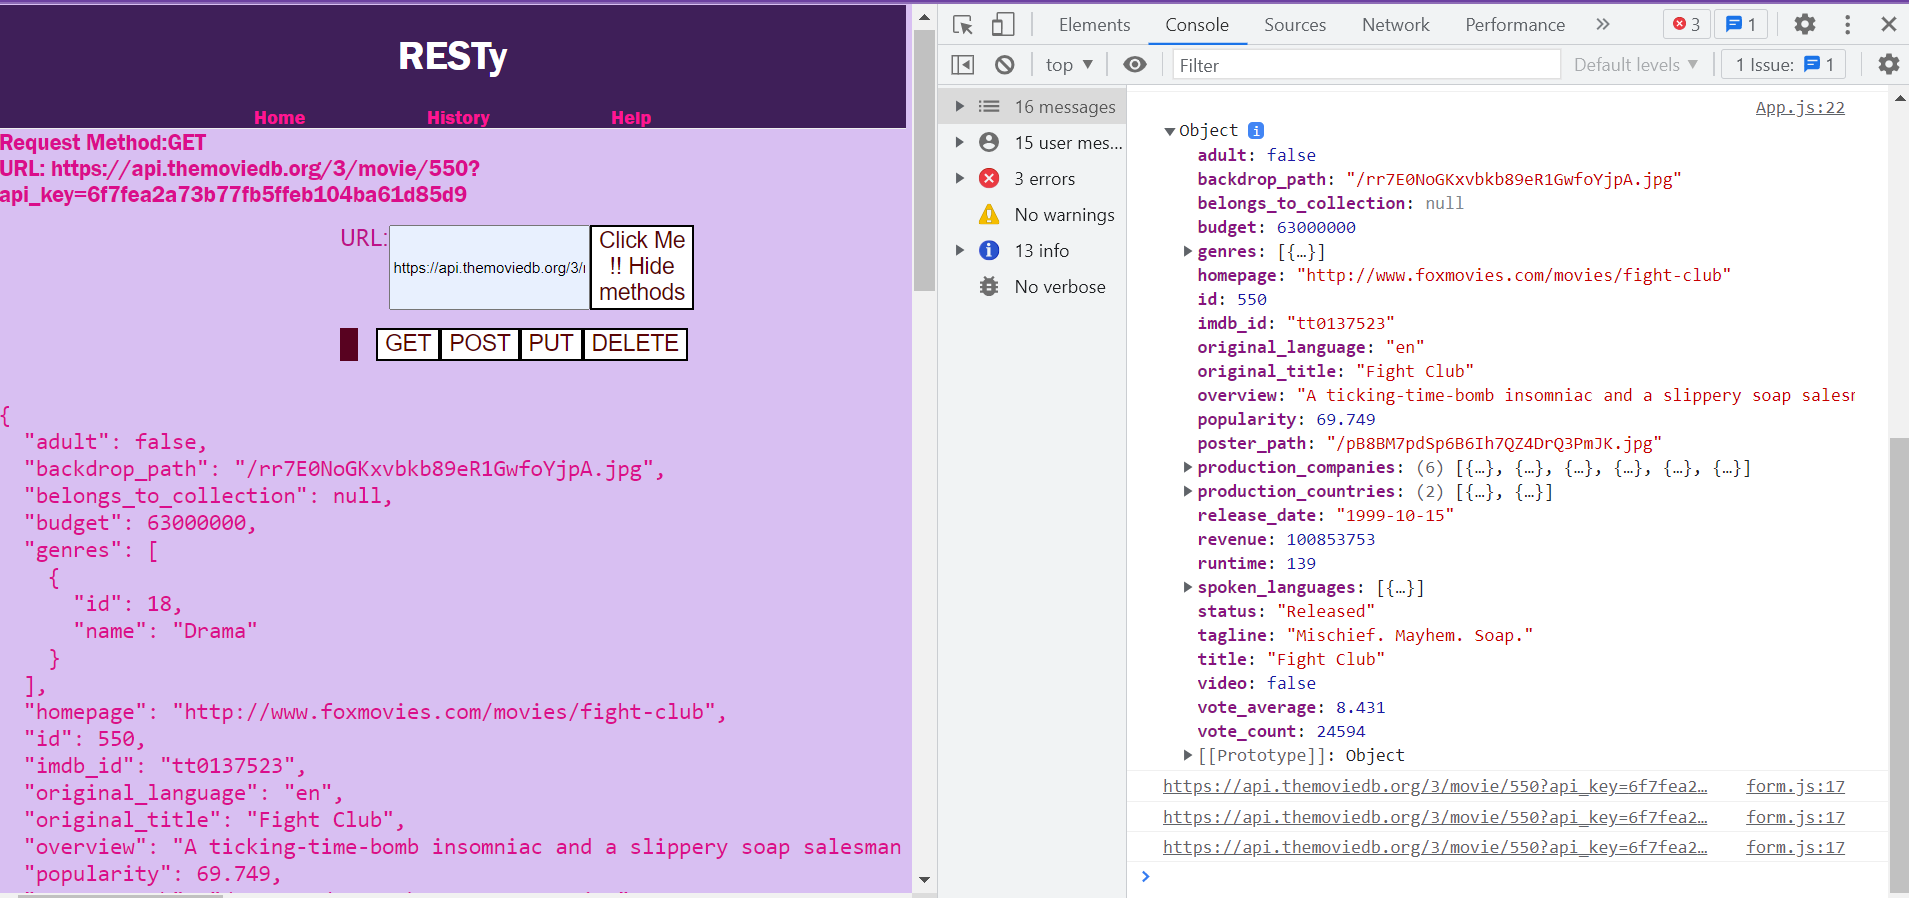 RESTy
Home History Help
Request Method:GET
URL: https://api.themoviedb.org/3/movie/550?
api_key=6f7fea2a73b77fb5ffeb104ba61d85d9
URL:
https://api.themoviedb.org/3/
Click Me
!! Hide
methods
GET POST PUT DELETE
{
"adult": false,
"backdrop_path": "/rr7E0NoGKxvbkb89eR1GwfoYjpA.jpg",
"belongs_to_collection": null,
"budget": 63000000,
"genres": [
{
"id": 18,
"name": "Drama"
}
],
"homepage": "http://www.foxmovies.com/movies/fight-club",
"id": 550,
"imdb_id": "tt0137523",
"original_language": "en",
"original_title": "Fight Club",
"overview": "A ticking-time-bomb insomniac and a slippery soap salesman
"popularity": 69.749,
Elements Console Sources Network Performance 3 1
top Filter Default levels 1 Issue: 1
16 messages
15 user mes...
3 errors
No warnings
13 info
No verbose
App.js:22
Object i
adult: false
backdrop_path: "/rr7E0NoGKxvbkb89eR1GwfoYjpA.jpg"
belongs_to_collection: null
budget: 63000000
genres: [{…}]
homepage: "http://www.foxmovies.com/movies/fight-club"
id: 550
imdb_id: "tt0137523"
original_language: "en"
original_title: "Fight Club"
overview: "A ticking-time-bomb insomniac and a slippery soap salesm
popularity: 69.749
poster_path: "/pB8BM7pdSp6B6Ih7QZ4DrQ3PmJK.jpg"
production_companies: (6) [{…}, {…}, {…}, {…}, {…}, {…}]
production_countries: (2) [{…}, {…}]
release_date: "1999-10-15"
revenue: 100853753
runtime: 139
spoken_languages: [{…}]
status: "Released"
tagline: "Mischief. Mayhem. Soap."
title: "Fight Club"
video: false
vote_average: 8.431
vote_count: 24594
[[Prototype]]: Object
https://api.themoviedb.org/3/movie/550?api_key=6f7fea2… form.js:17
https://api.themoviedb.org/3/movie/550?api_key=6f7fea2… form.js:17
https://api.themoviedb.org/3/movie/550?api_key=6f7fea2… form.js:17